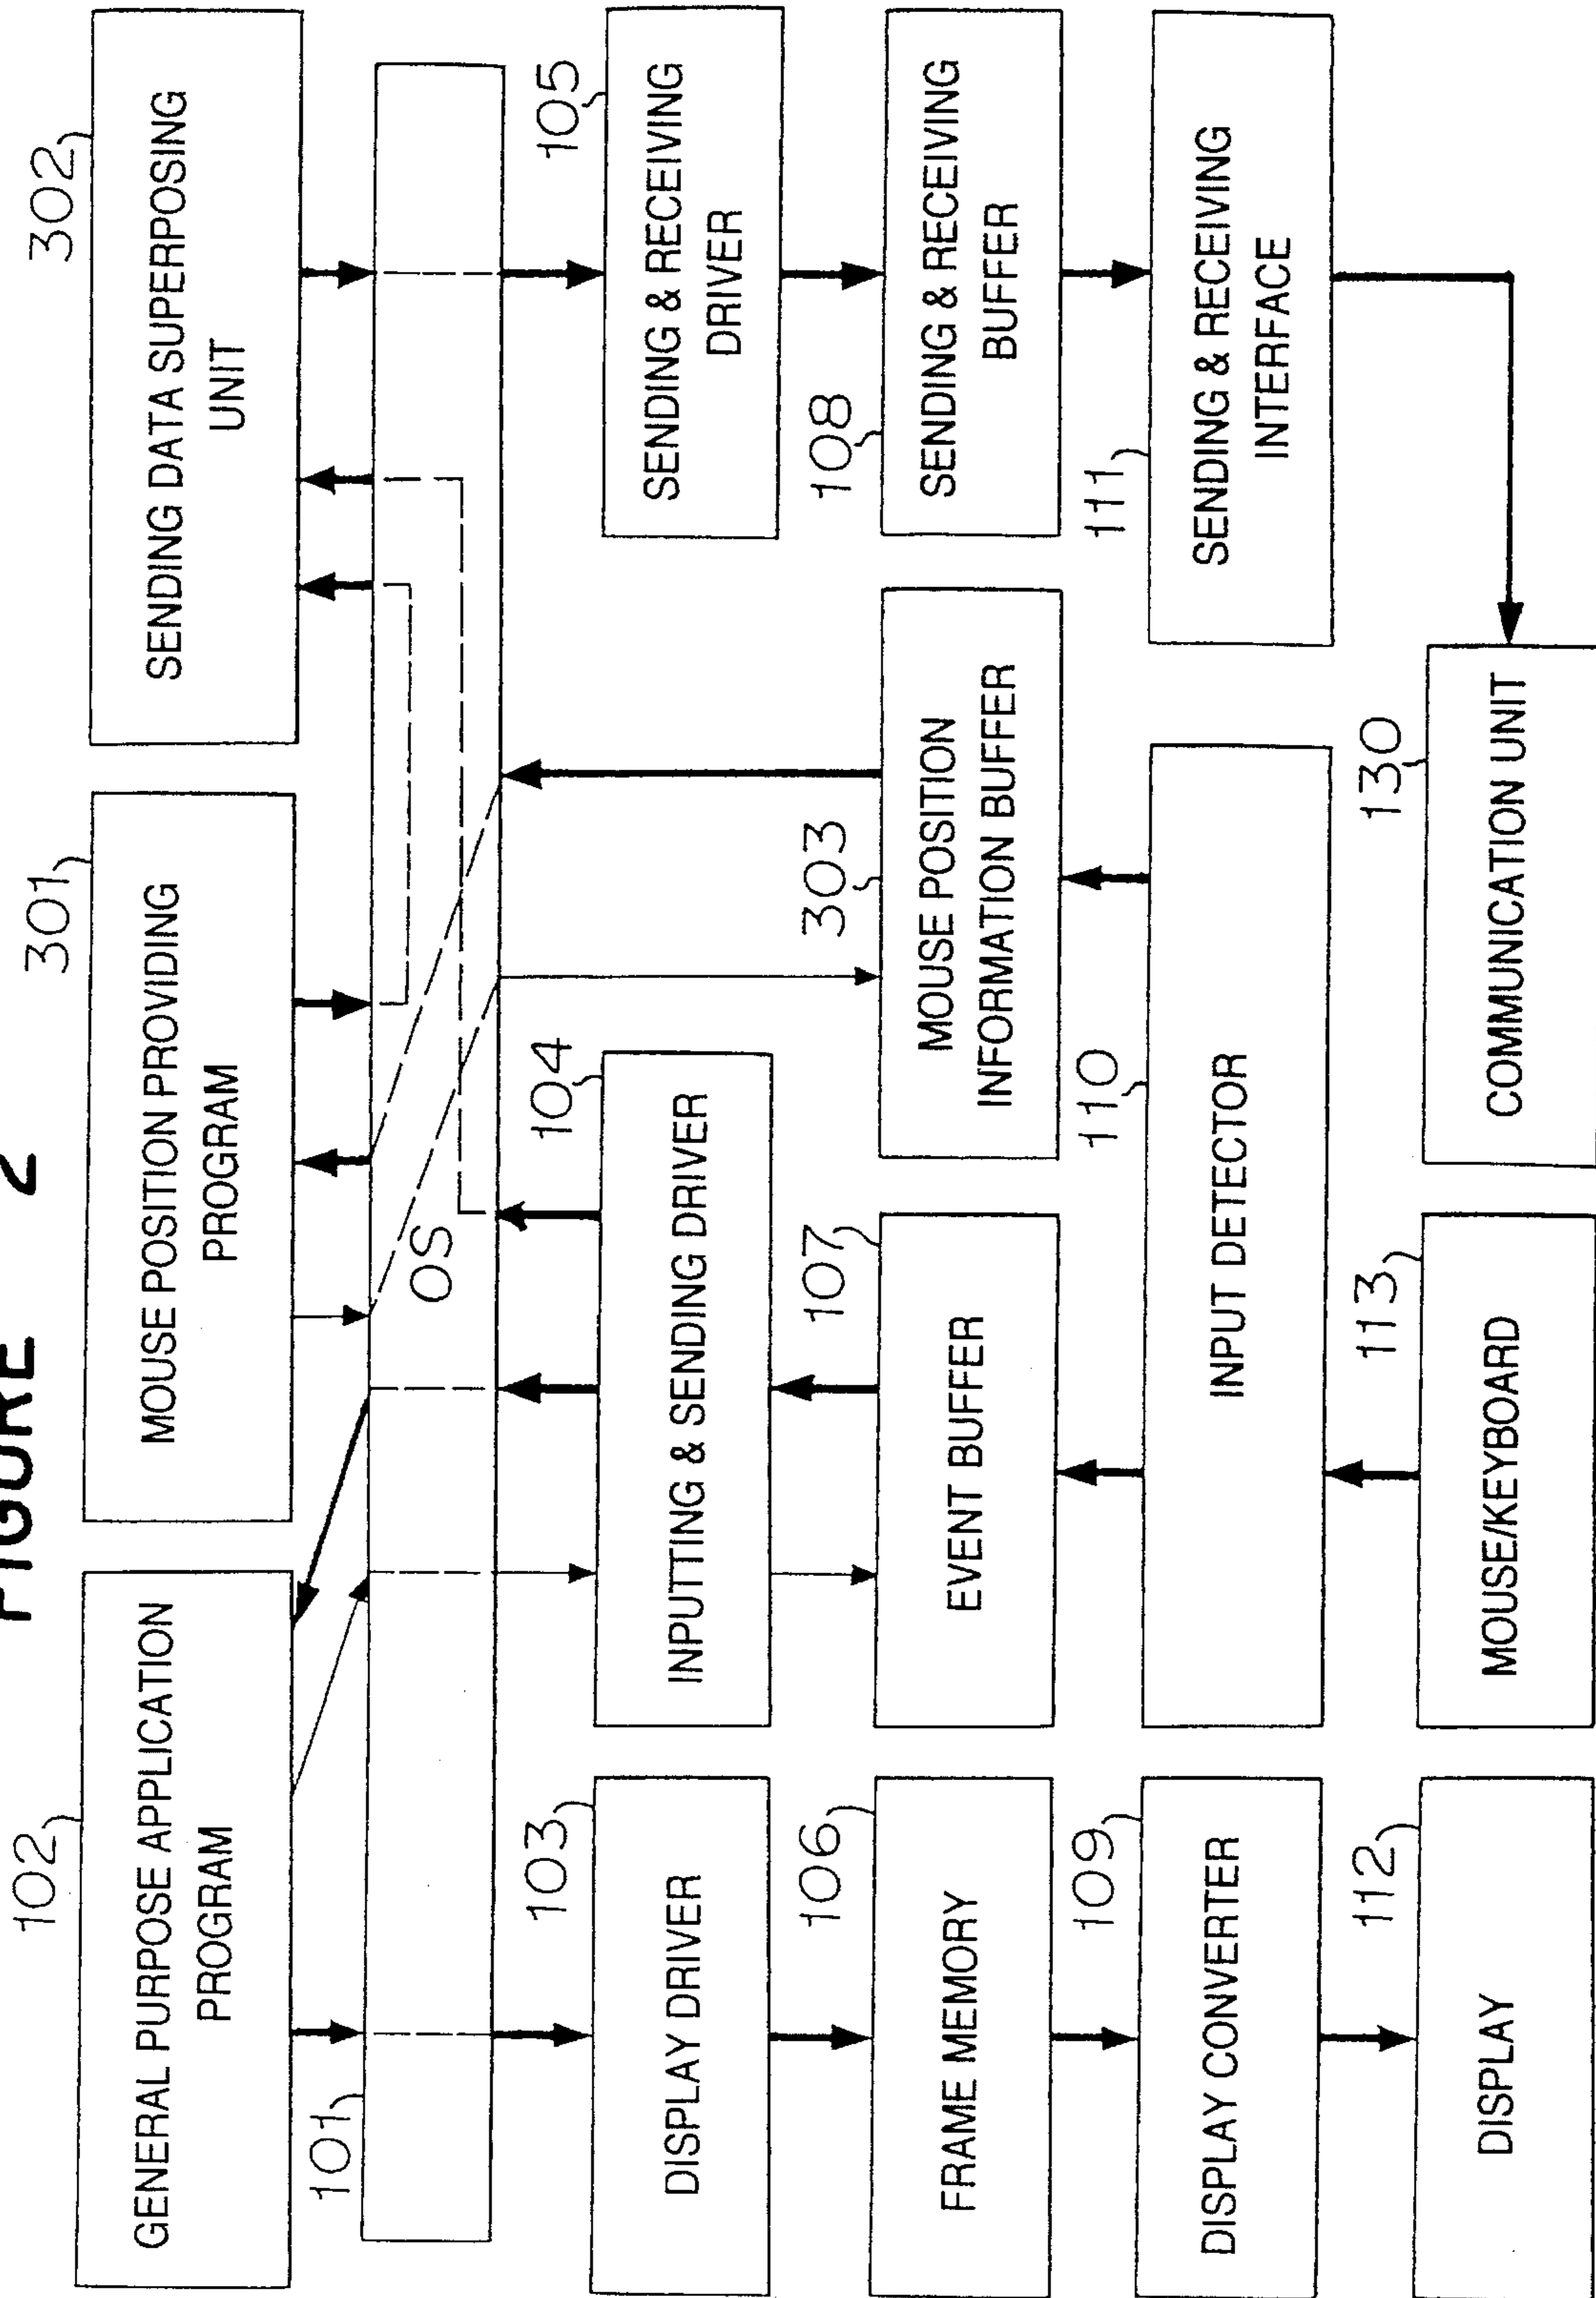 FIGURE 2
102
GENERAL PURPOSE APPLICATION
PROGRAM
301
MOUSE POSITION PROVIDING
PROGRAM
302
SENDING DATA SUPERPOSING
UNIT
101
OS
103
DISPLAY DRIVER
104
INPUTTING & SENDING DRIVER
105
SENDING & RECEIVING
DRIVER
106
FRAME MEMORY
107
EVENT BUFFER
303
MOUSE POSITION
INFORMATION BUFFER
108
SENDING & RECEIVING
BUFFER
109
DISPLAY CONVERTER
110
INPUT DETECTOR
111
SENDING & RECEIVING
INTERFACE
112
DISPLAY
113
MOUSE/KEYBOARD
130
COMMUNICATION UNIT